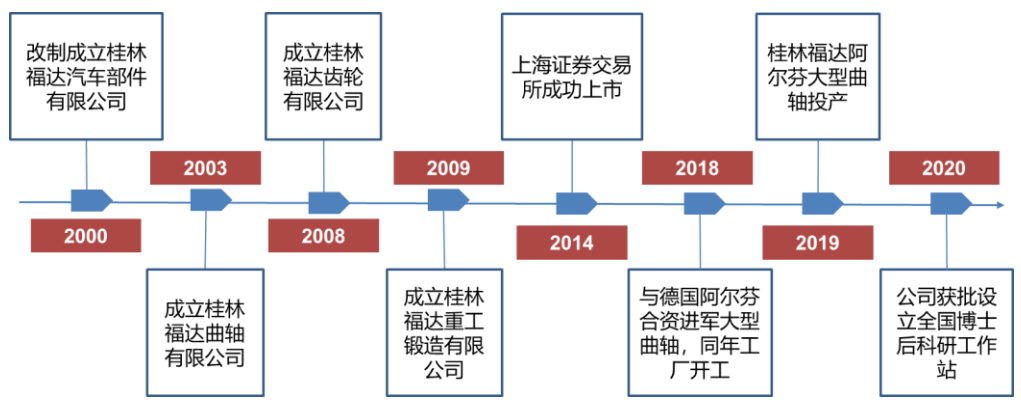 改制成立桂林
福达汽车部件
有限公司
2000
2003
成立桂林
福达曲轴
有限公司
成立桂林
福达齿轮
有限公司
2008
2009
成立桂林
福达重工
锻造有限
公司
上海证券交易
所成功上市
2014
2018
与德国阿尔芬
合资进军大型
曲轴，同年工
厂开工
桂林福达阿
尔芬大型曲
轴投产
2019
2020
公司获批设
立全国博士
后科研工作
站